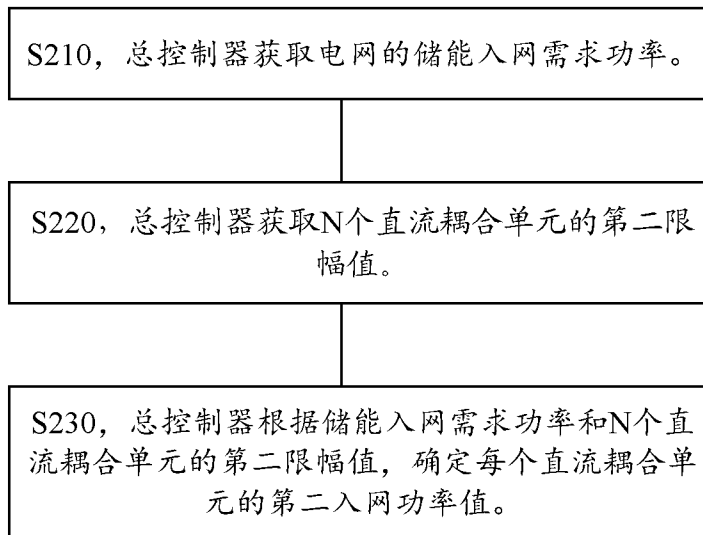 S210，总控制器获取电网的储能入网需求功率。
S220，总控制器获取N个直流耦合单元的第二限
幅值。
S230，总控制器根据储能入网需求功率和N个直
流耦合单元的第二限幅值，确定每个直流耦合单
元的第二入网功率值。